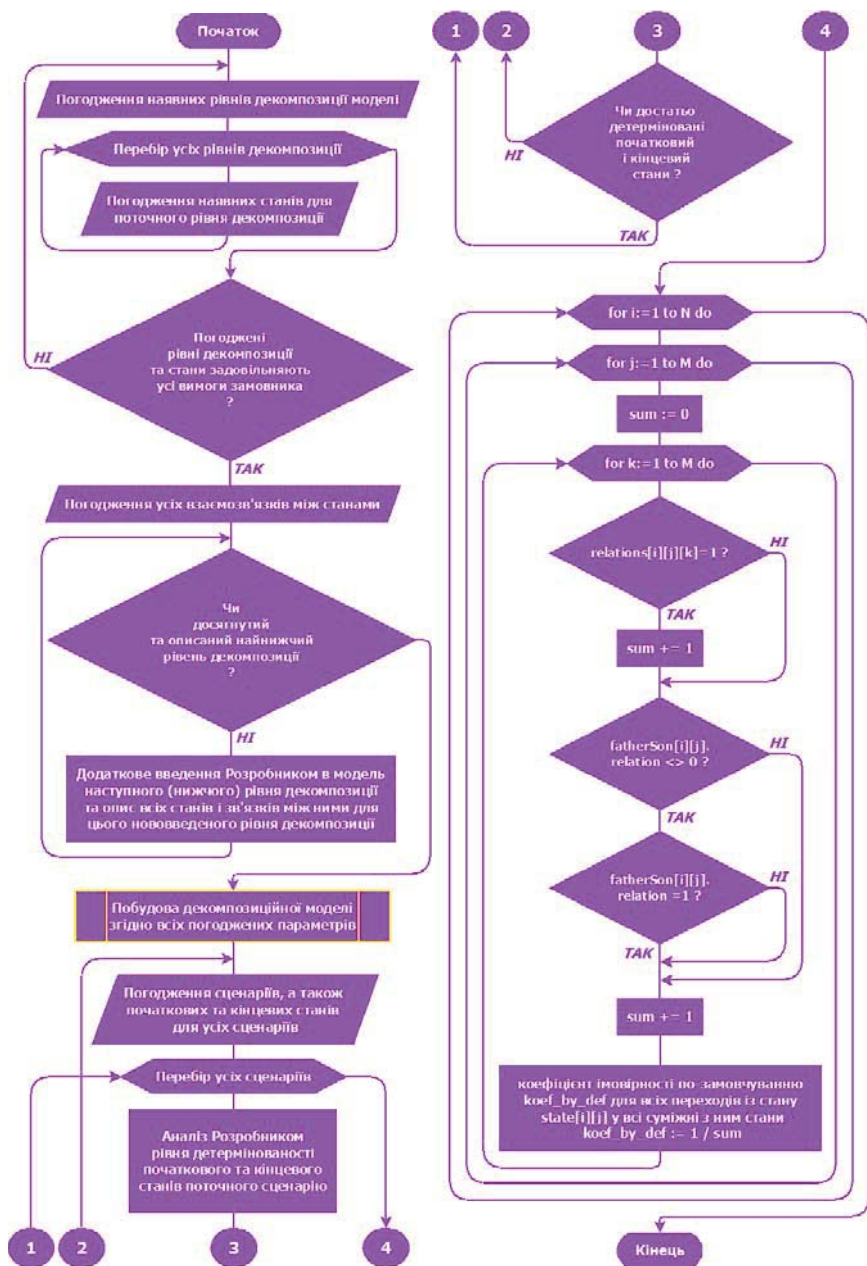 Початок
Погодження наявних рівнів декомпозиції моделі
Перебір усіх рівнів декомпозиції
Погодження наявних станів для
поточного рівня декомпозиції
Погоджені
рівні декомпозиції
та стани задовільняють
усі вимоги замовника
?
НІ
ТАК
Погодження усіх взаємозв'язків між станами
Чи
досягнутий
та описаний найнижчий
рівень декомпозиції
?
НІ
Додаткове введення Розробником в модель
наступного (нижчого) рівня декомпозиції
та опис всіх станів і зв'язків між ними для
цього нововведеного рівня декомпозиції
Побудова декомпозиційної моделі
згідно всіх погоджених параметрів
Погодження сценаріїв, а також
початкових та кінцевих станів
для усіх сценаріїв
Перебір усіх сценаріїв
Аналіз Розробником
рівня детермінованості
початкового та кінцевого
станів поточного сценарію
1
2
3
4
1
2
3
4
Чи достатьо
детерміновані
початковий
і кінцевий
стани ?
НІ
ТАК
for i:=1 to N do
for j:=1 to M do
sum := 0
for k:=1 to M do
relations[i][j][k]=1 ?
НІ
ТАК
sum += 1
fatherSon[i][j].
relation <> 0 ?
НІ
ТАК
fatherSon[i][j].
relation =1 ?
НІ
ТАК
sum += 1
коефіцієнт імовірності по-замовчуванню
koef_by_def для всіх переходів із стану
state[i][j] у всі суміжні з ним стани
koef_by_def := 1 / sum
Кінець